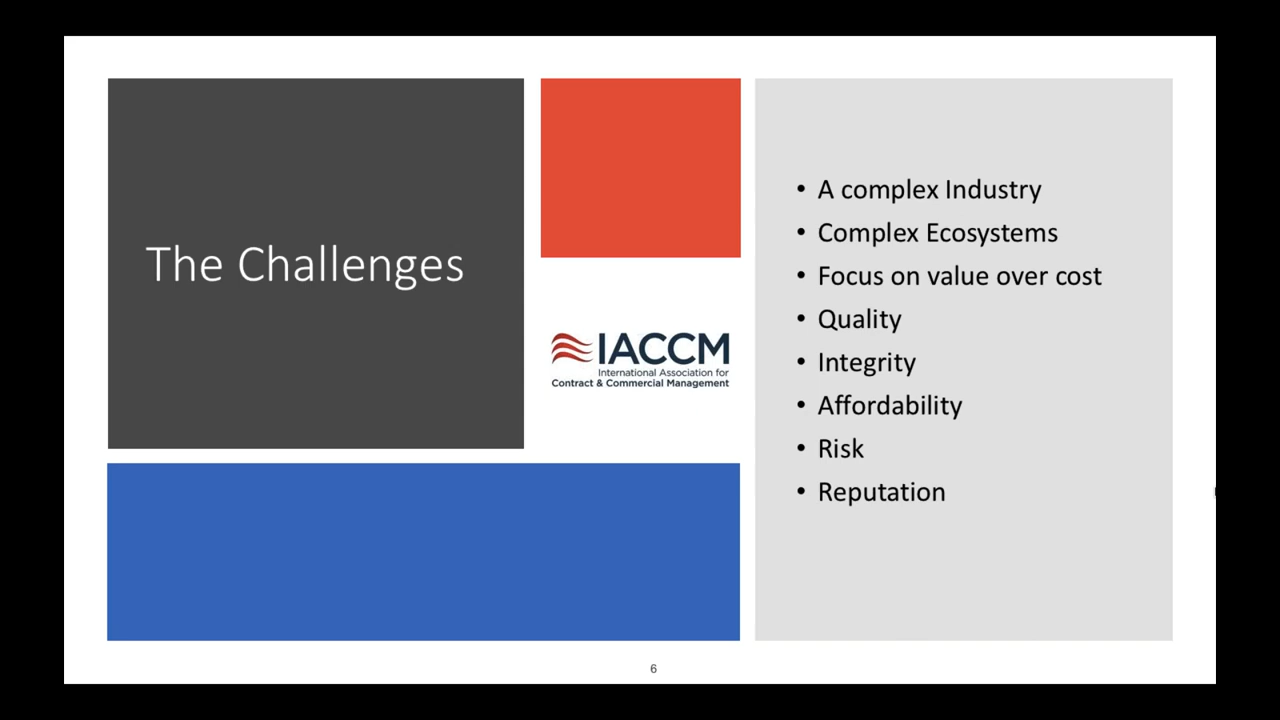 The Challenges
IACCM
International Association for
Contract & Commercial Management
• A complex Industry
• Complex Ecosystems
• Focus on value over cost
• Quality
• Integrity
• Affordability
• Risk
• Reputation
6